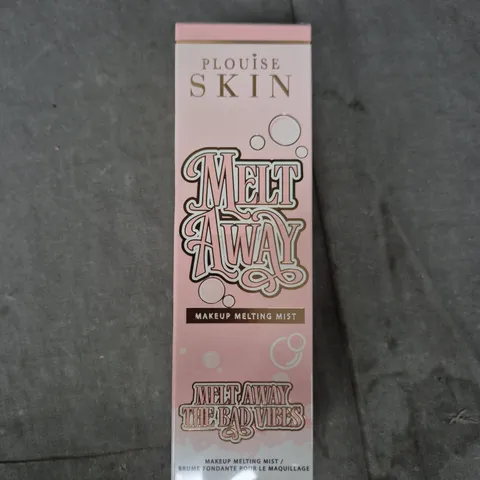 PLOUISE
SKIN
MELT
AWAY
MAKEUP MELTING MIST
MELT AWAY
THE BAD VIBES
MAKEUP MELTING MIST /
BRUME FONDANTE POUR LE MAQUILLAGE